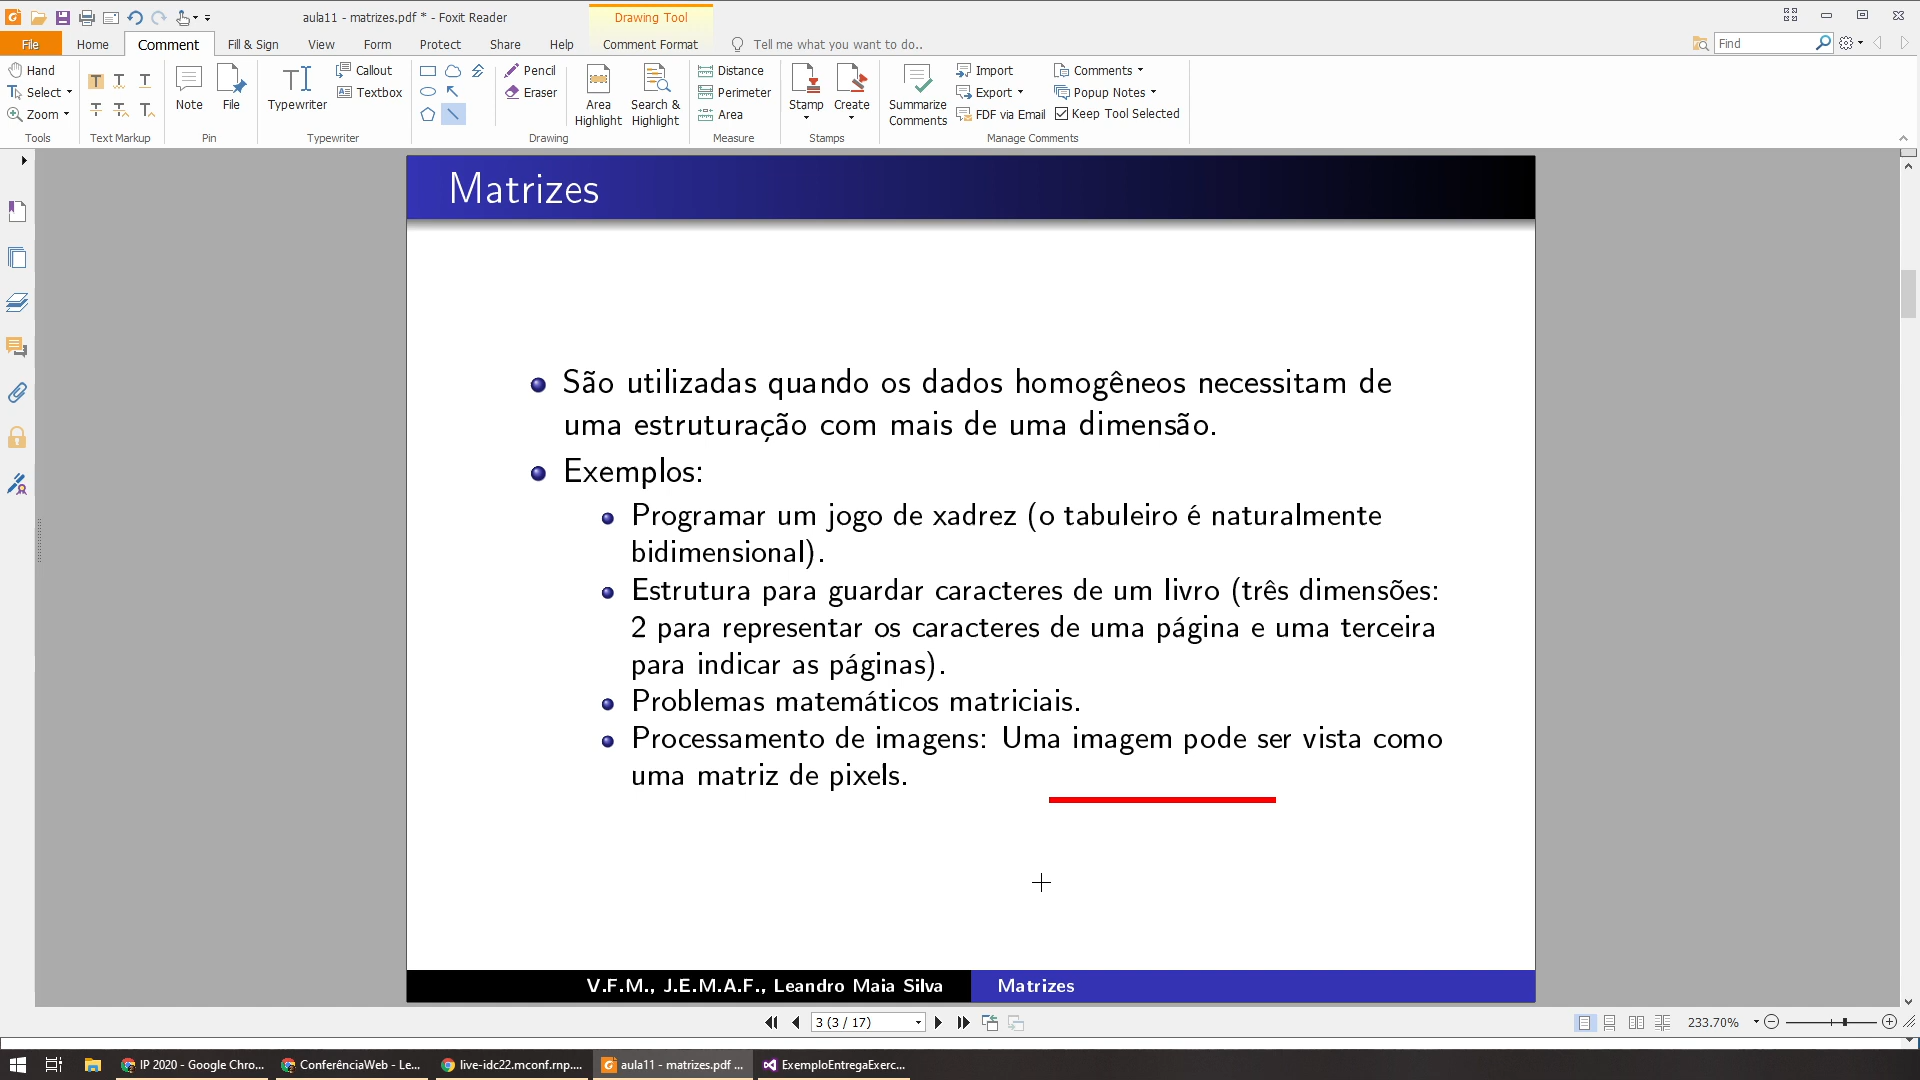 aula11 - matrizes.pdf * - Foxit Reader
Drawing Tool
File Home Comment Fill & Sign View Form Protect Share Help Comment Format Tell me what you want to do.. Find
Hand
Select
Zoom
Tools
Text Markup
Note
File
Pin
Typewriter
Callout
Textbox
Typewriter
Pencil
Eraser
Area Highlight
Search & Highlight
Drawing
Distance
Perimeter
Area
Measure
Stamp
Create
Stamps
Summarize Comments
Import
Export
FDF via Email
Comments
Popup Notes
Keep Tool Selected
Manage Comments
Matrizes
São utilizadas quando os dados homogêneos necessitam de
uma estruturação com mais de uma dimensão.
Exemplos:
Programar um jogo de xadrez (o tabuleiro é naturalmente
bidimensional).
Estrutura para guardar caracteres de um livro (três dimensões:
2 para representar os caracteres de uma página e uma terceira
para indicar as páginas).
Problemas matemáticos matriciais.
Processamento de imagens: Uma imagem pode ser vista como
uma matriz de pixels.
V.F.M., J.E.M.A.F., Leandro Maia Silva Matrizes
3 (3 / 17) 233.70%
IP 2020 - Google Chro... ConferênciaWeb - Le... live-idc22.mconf.rnp.... aula11 - matrizes.pdf ... ExemploEntregaExerc...